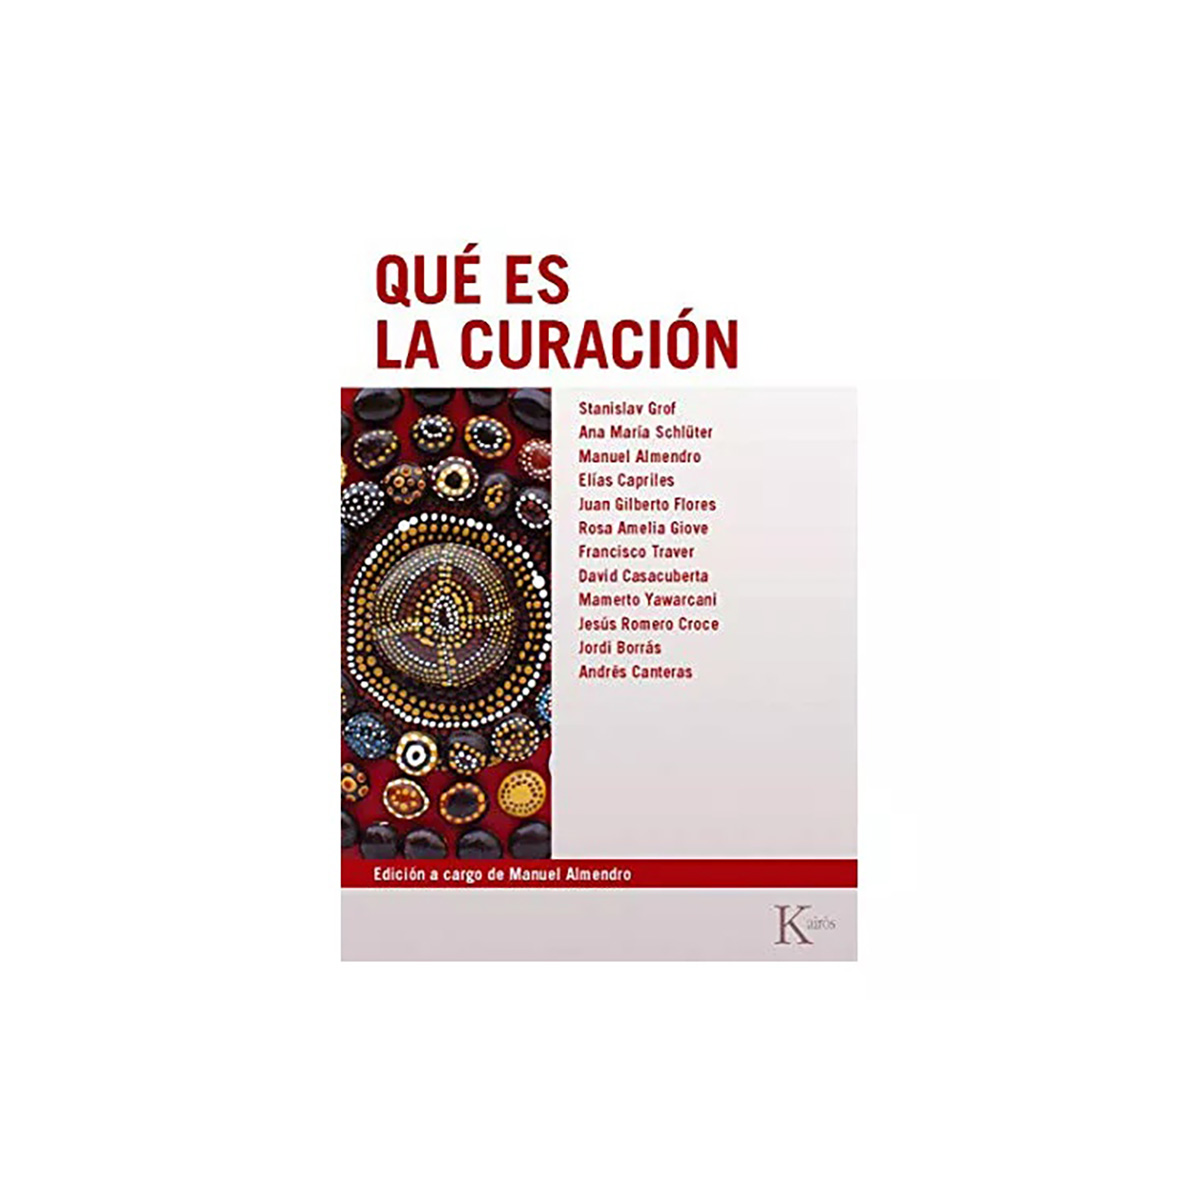 QUÉ ES
LA CURACIÓN
Stanislav Grof
Ana María Schlüter
Manuel Almendro
Elías Capriles
Juan Gilberto Flores
Rosa Amelia Giove
Francisco Traver
David Casacuberta
Mamerto Yawarcani
Jesús Romero Croce
Jordi Borrás
Andrés Canteras
Edición a cargo de Manuel Almendro
Kairós